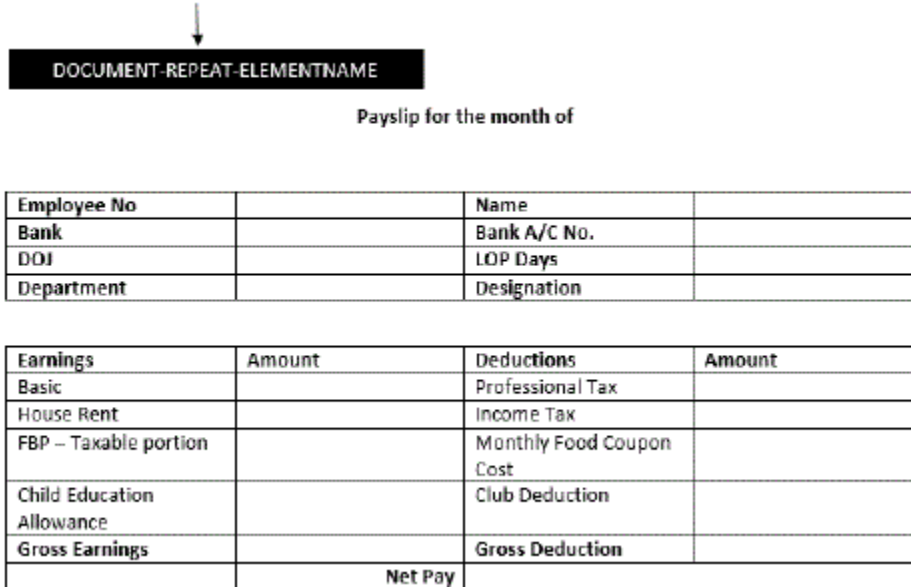 DOCUMENT-REPEAT-ELEMENTNAME
Payslip for the month of
Employee No Name
Bank Bank A/C No.
DOJ LOP Days
Department Designation
Earnings Amount Deductions Amount
Basic Professional Tax
House Rent Income Tax
FBP – Taxable portion Monthly Food Coupon
Cost
Child Education Club Deduction
Allowance
Gross Earnings Gross Deduction
Net Pay